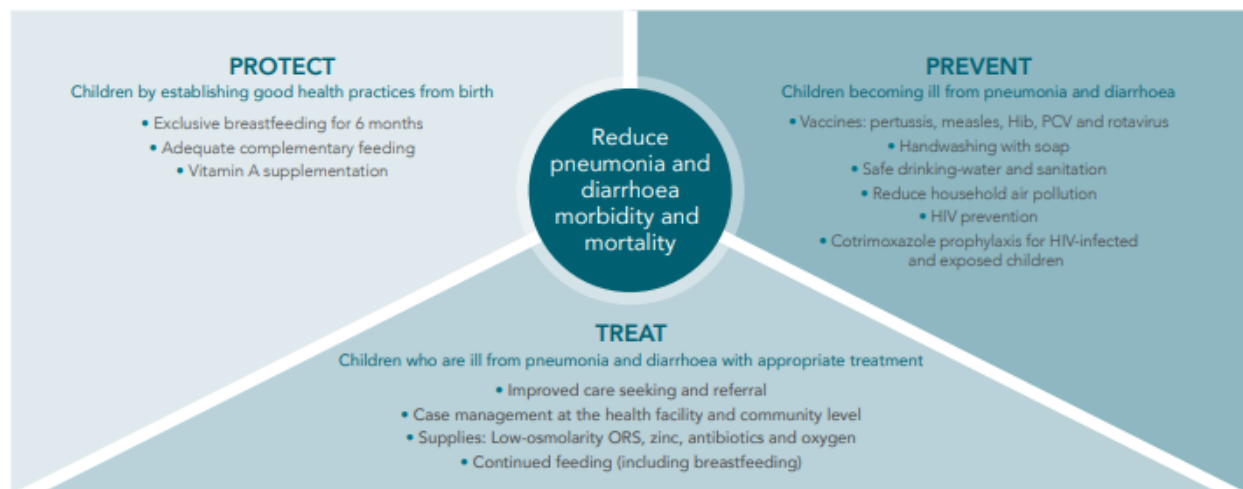 PROTECT
Children by establishing good health practices from birth
• Exclusive breastfeeding for 6 months
• Adequate complementary feeding
• Vitamin A supplementation
Reduce
pneumonia and
diarrhoea
morbidity and
mortality
PREVENT
Children becoming ill from pneumonia and diarrhoea
• Vaccines: pertussis, measles, Hib, PCV and rotavirus
• Handwashing with soap
• Safe drinking-water and sanitation
• Reduce household air pollution
• HIV prevention
• Cotrimoxazole prophylaxis for HIV-infected
and exposed children
TREAT
Children who are ill from pneumonia and diarrhoea with appropriate treatment
• Improved care seeking and referral
• Case management at the health facility and community level
• Supplies: Low-osmolarity ORS, zinc, antibiotics and oxygen
• Continued feeding (including breastfeeding)